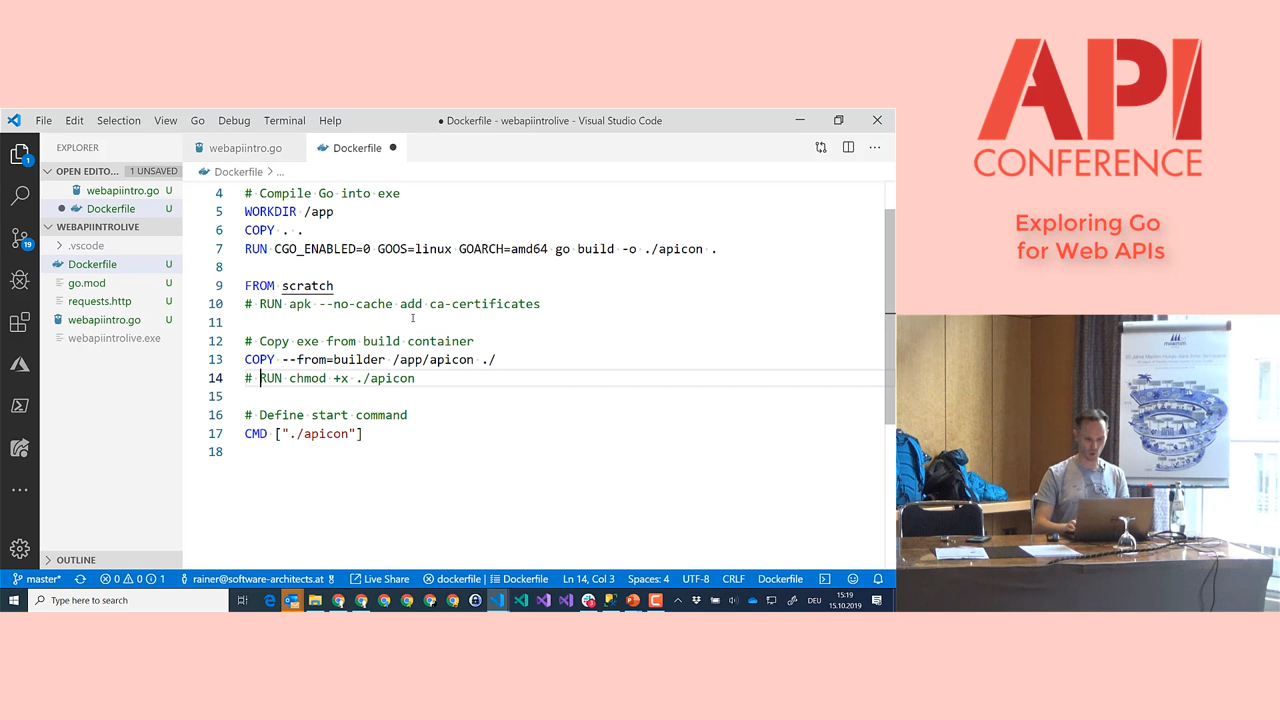 File Edit Selection View Go Debug Terminal Help
● Dockerfile - webapiintrolive - Visual Studio Code
EXPLORER
webapiintro.go
Dockerfile
OPEN EDITO...
1 UNSAVED
Dockerfile > ...
webapiintro.go U
Dockerfile U
WEBAPIINTROLIVE
.vscode
Dockerfile U
go.mod U
requests.http U
webapiintro.go U
webapiintrolive.exe
OUTLINE
1
19
4 # Compile Go into exe
5 WORKDIR /app
6 COPY . .
7 RUN CGO_ENABLED=0 GOOS=linux GOARCH=amd64 go build -o ./apicon .
8
9 FROM scratch
10 # RUN apk --no-cache add ca-certificates
11
12 # Copy exe from build container
13 COPY --from=builder /app/apicon ./
14 # RUN chmod +x ./apicon
15
16 # Define start command
17 CMD ["./apicon"]
18
master* 0 0 1 rainer@software-architects.at Live Share dockerfile | Dockerfile Ln 14, Col 3 Spaces: 4 UTF-8 CRLF Dockerfile
Type here to search
DEU
15:19
15.10.2019
API
CONFERENCE
Exploring Go
for Web APIs